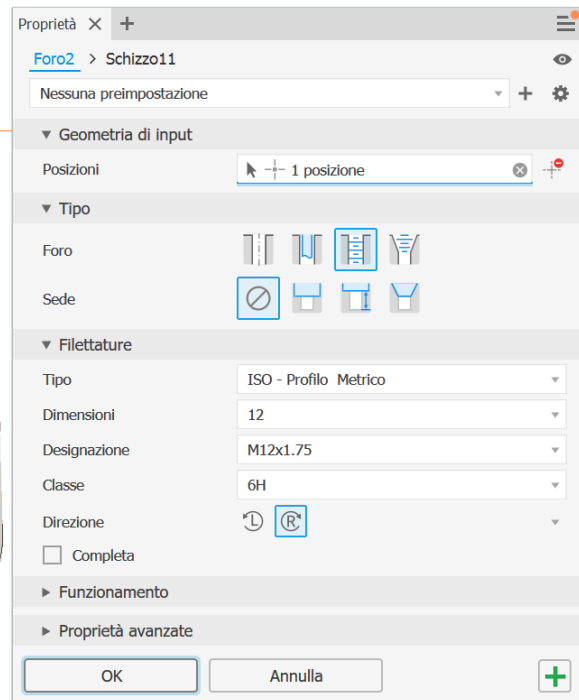 Proprietà
Foro2 > Schizzo11
Nessuna preimpostazione
Geometria di input
Posizioni 1 posizione
Tipo
Foro
Sede
Filettature
Tipo ISO - Profilo Metrico
Dimensioni 12
Designazione M12x1.75
Classe 6H
Direzione L R
Completa
Funzionamento
Proprietà avanzate
OK Annulla